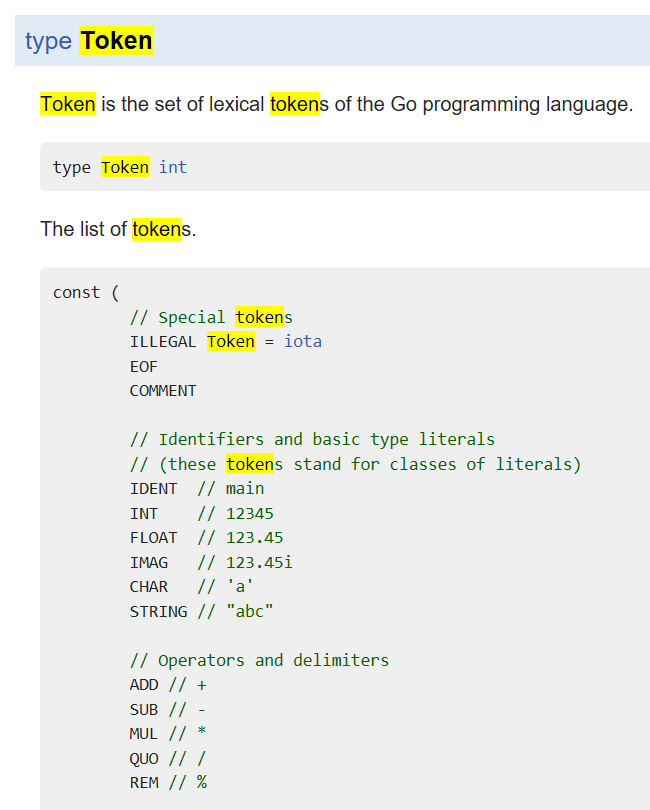 type Token
Token is the set of lexical tokens of the Go programming language.
type Token int
The list of tokens.
const (
// Special tokens
ILLEGAL Token = iota
EOF
COMMENT
// Identifiers and basic type literals
// (these tokens stand for classes of literals)
IDENT  // main
INT    // 12345
FLOAT  // 123.45
IMAG   // 123.45i
CHAR   // 'a'
STRING // "abc"
// Operators and delimiters
ADD // +
SUB // -
MUL // *
QUO // /
REM // %